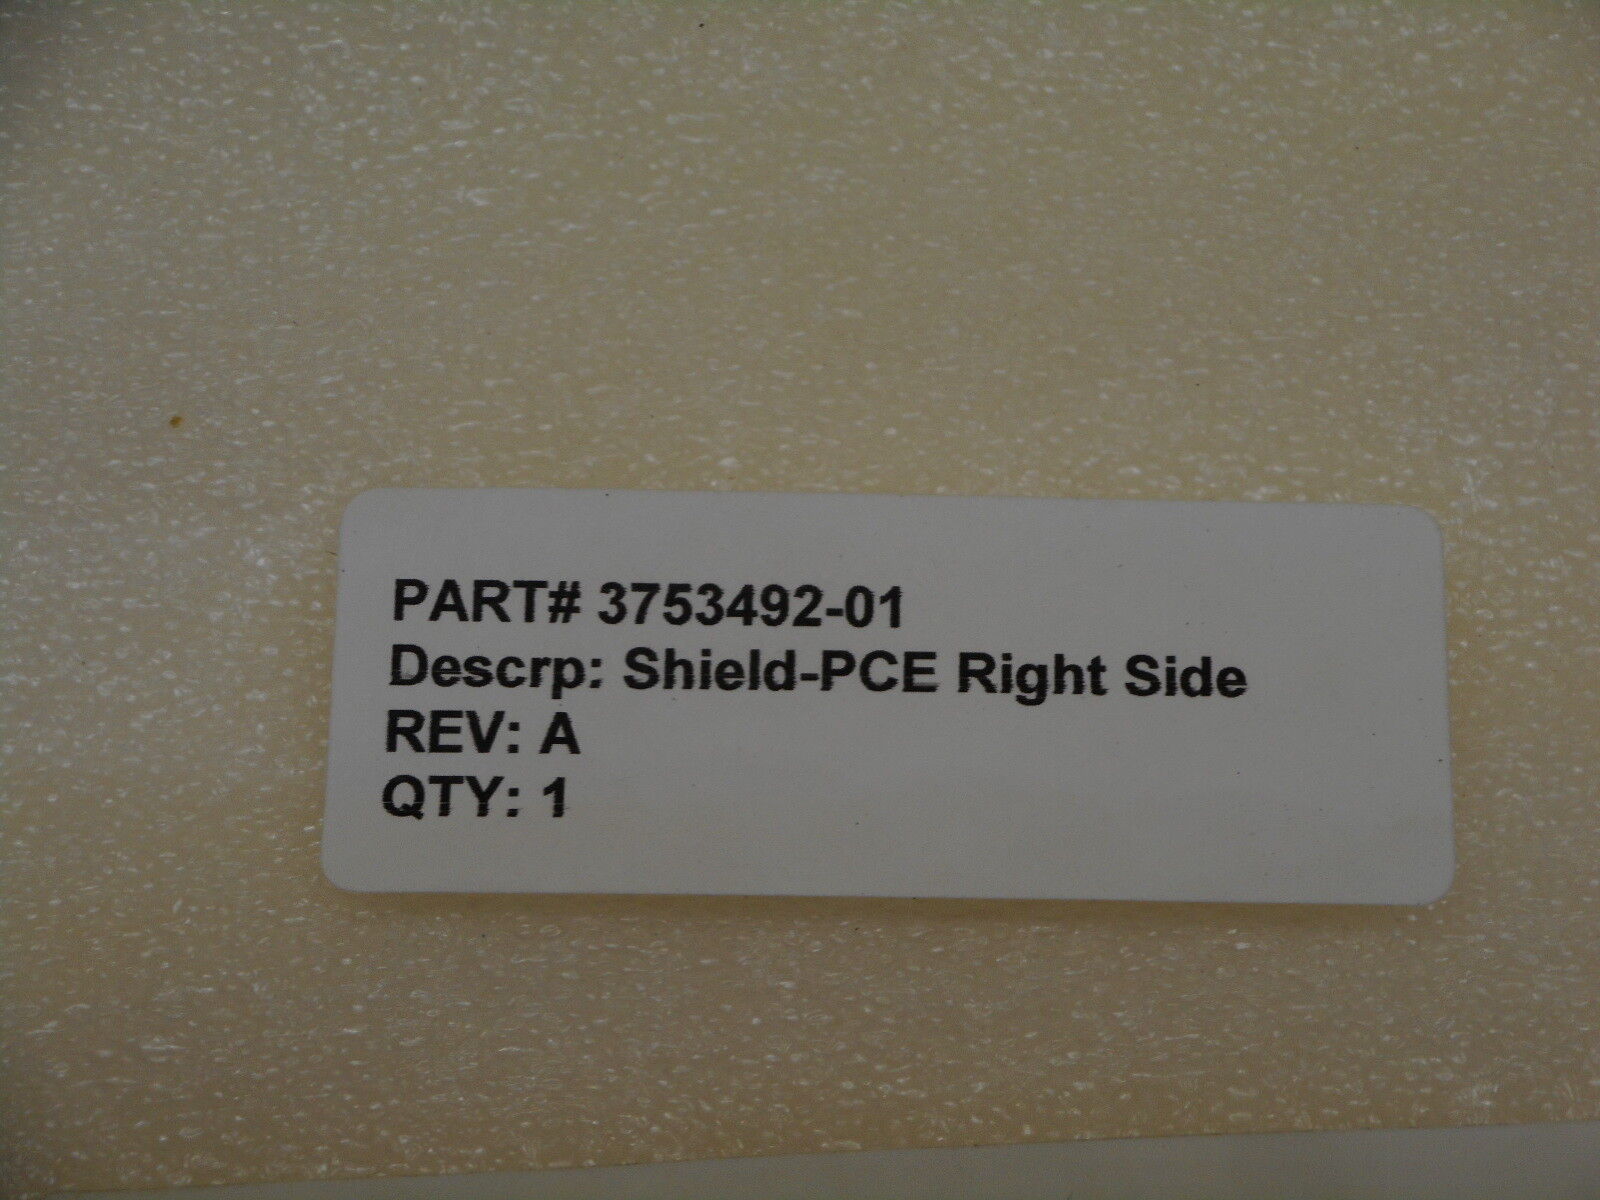 PART# 3753492-01
Descrp: Shield-PCE Right Side
REV: A
QTY: 1